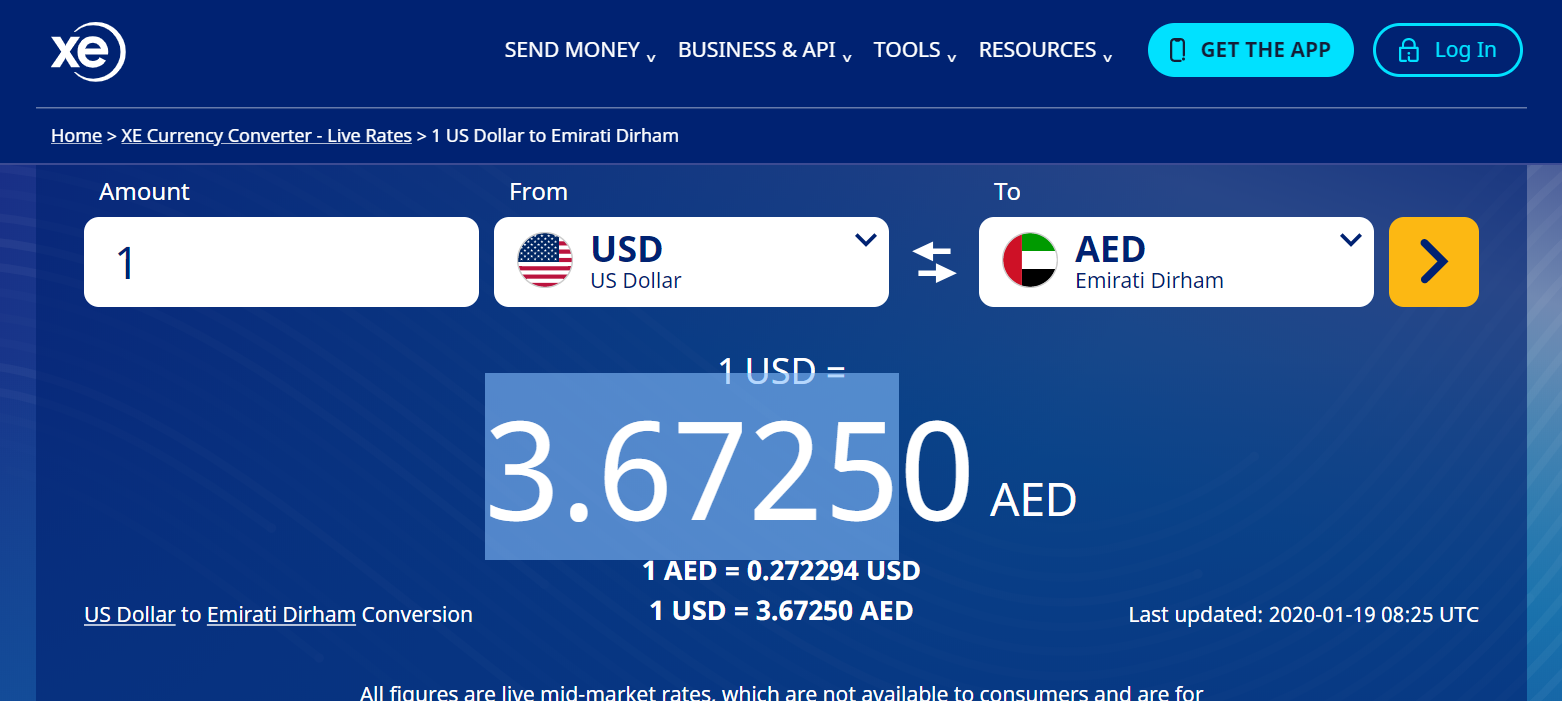 xe
SEND MONEY BUSINESS & API TOOLS RESOURCES GET THE APP Log In
Home > XE Currency Converter - Live Rates > 1 US Dollar to Emirati Dirham
Amount From To
1 USD AED
US Dollar Emirati Dirham
1 USD =
3.67250 AED
1 AED = 0.272294 USD
1 USD = 3.67250 AED
US Dollar to Emirati Dirham Conversion Last updated: 2020-01-19 08:25 UTC
All figures are live mid-market rates, which are not available to consumers and are for